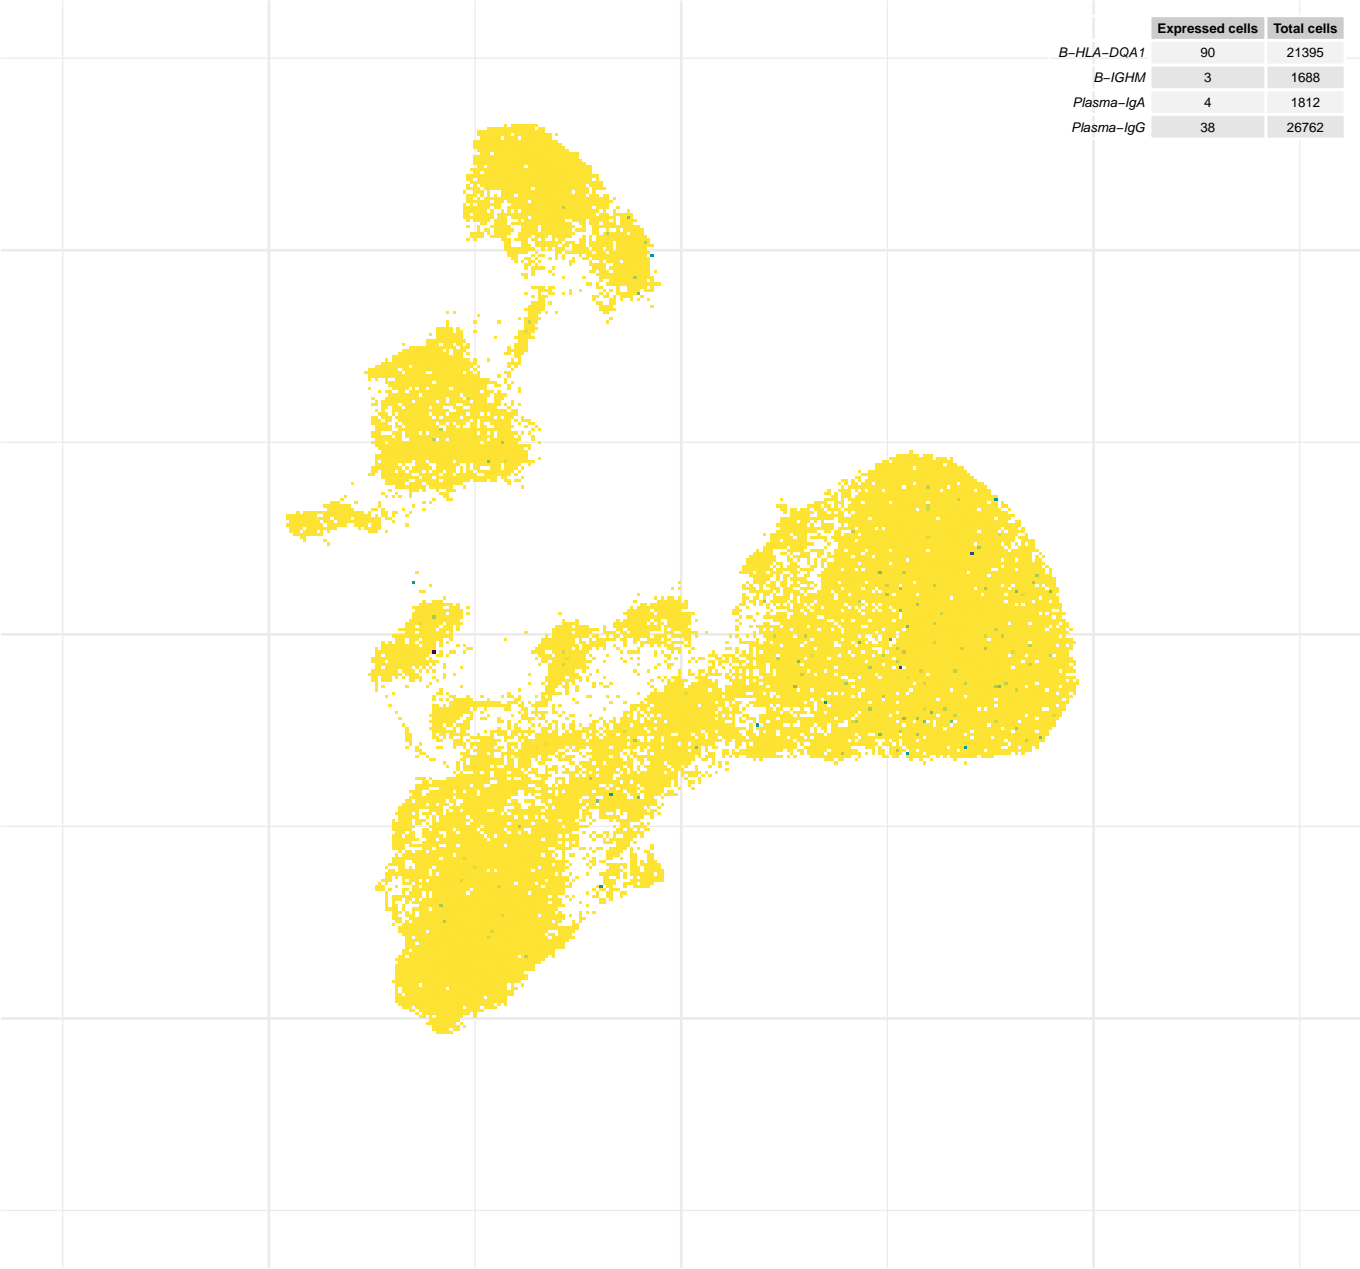 Expressed cells Total cells
B−HLA−DQA1 90 21395
B−IGHM 3 1688
Plasma−IgA 4 1812
Plasma−IgG 38 26762